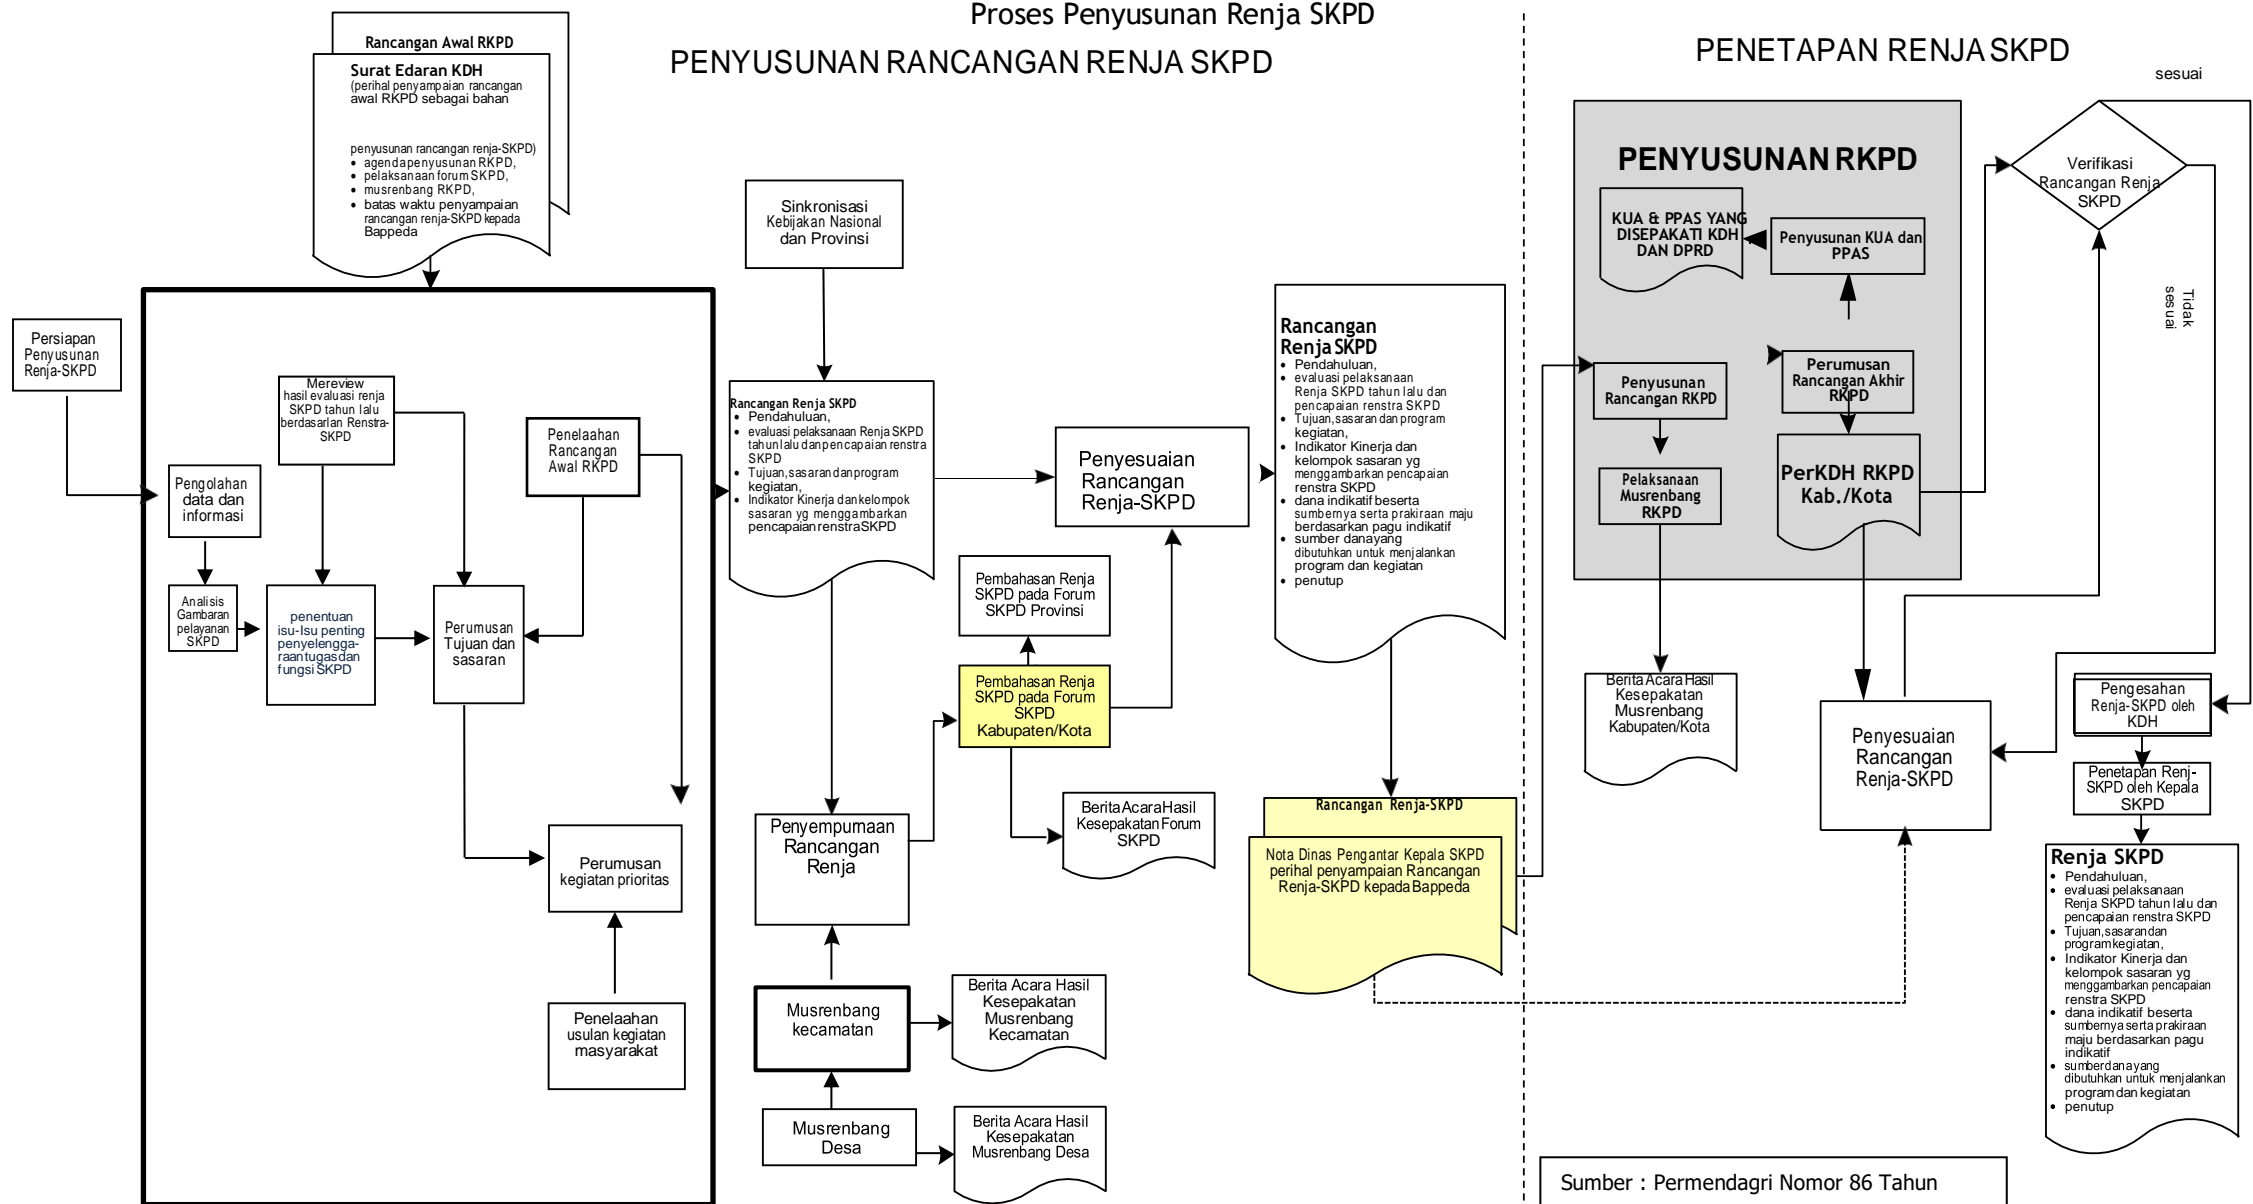 Proses Penyusunan Renja SKPD
PENYUSUNAN RANCANGAN RENJA SKPD
PENETAPAN RENJA SKPD
Rancangan Awal RKPD
Surat Edaran KDH
(perihal penyampaian rancangan
awal RKPD sebagai bahan
penyusunan rancangan renja-SKPD)
• agenda penyusunan RKPD,
• pelaksanaan forum SKPD,
• musrenbang RKPD,
• batas waktu penyampaian
rancangan renja-SKPD kepada
Bappeda
Persiapan
Penyusunan
Renja-SKPD
Mereview
hasil evaluasi renja
SKPD tahun lalu
berdasarlan Renstra-
SKPD
Penelaahan
Rancangan
Awal RKPD
Pengolahan
data dan
informasi
Analisis
Gambaran
pelayanan
SKPD
penentuan
isu-Isu penting
penyelengga-
raan tugas dan
fungsi SKPD
Perumusan
Tujuan dan
sasaran
Perumusan
kegiatan prioritas
Penelaahan
usulan kegiatan
masyarakat
Sinkronisasi
Kebijakan Nasional
dan Provinsi
Rancangan Renja SKPD
• Pendahuluan,
• evaluasi pelaksanaan Renja SKPD
tahun lalu dan pencapaian renstra
SKPD
• Tujuan, sasaran dan program
kegiatan,
• Indikator Kinerja dan kelompok
sasaran yg menggambarkan
pencapaian renstra SKPD
Penyesuaian
Rancangan
Renja-SKPD
Pembahasan Renja
SKPD pada Forum
SKPD Provinsi
Pembahasan Renja
SKPD pada Forum
SKPD
Kabupaten/Kota
Berita Acara Hasil
Kesepakatan Forum
SKPD
Penyempurnaan
Rancangan
Renja
Musrenbang
kecamatan
Berita Acara Hasil
Kesepakatan
Musrenbang
Kecamatan
Musrenbang
Desa
Berita Acara Hasil
Kesepakatan
Musrenbang Desa
Rancangan
Renja SKPD
• Pendahuluan,
• evaluasi pelaksanaan
Renja SKPD tahun lalu dan
pencapaian renstra SKPD
• Tujuan, sasaran dan program
kegiatan,
• Indikator Kinerja dan
kelompok sasaran yg
menggambarkan pencapaian
renstra SKPD
• dana indikatif beserta
sumbernya serta prakiraan maju
berdasarkan pagu indikatif
• sumber dana yang
dibutuhkan untuk menjalankan
program dan kegiatan
• penutup
Rancangan Renja-SKPD
Nota Dinas Pengantar Kepala SKPD
perihal penyampaian Rancangan
Renja-SKPD kepada Bappeda
PENYUSUNAN RKPD
KUA & PPAS YANG
DISEPAKATI KDH
DAN DPRD
Penyusunan KUA dan
PPAS
Penyusunan
Rancangan RKPD
Perumusan
Rancangan Akhir
RKPD
Pelaksanaan
Musrenbang
RKPD
PerKDH RKPD
Kab./Kota
Berita Acara Hasil
Kesepakatan
Musrenbang
Kabupaten/Kota
Penyesuaian
Rancangan
Renja-SKPD
sesuai
Verifikasi
Rancangan Renja
SKPD
Tidak
sesuai
Pengesahan
Renja-SKPD oleh
KDH
Penetapan Renj-
SKPD oleh Kepala
SKPD
Renja SKPD
• Pendahuluan,
• evaluasi pelaksanaan
Renja SKPD tahun lalu dan
pencapaian renstra SKPD
• Tujuan, sasaran dan
program kegiatan,
• Indikator Kinerja dan
kelompok sasaran yg
menggambarkan pencapaian
renstra SKPD
• dana indikatif beserta
sumbernya serta prakiraan
maju berdasarkan pagu
indikatif
• sumber dana yang
dibutuhkan untuk menjalankan
program dan kegiatan
• penutup
Sumber : Permendagri Nomor 86 Tahun